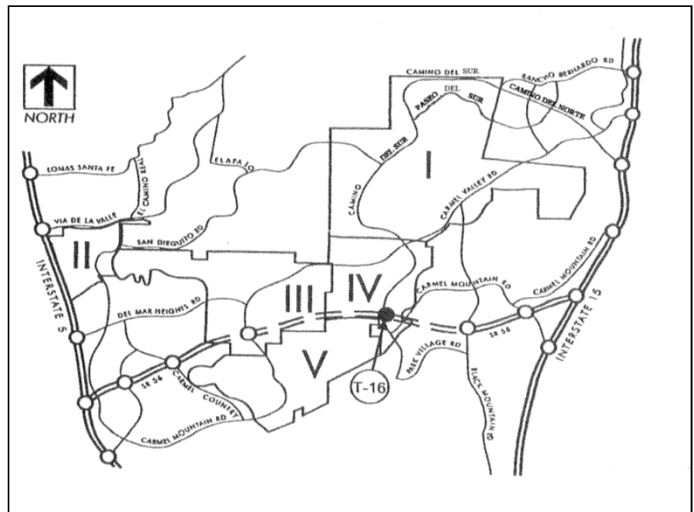 NORTH
CAMINO DEL SUR
RANCHO BERNARDO RD
PASEO DEL SUR
CAMINO DEL NORTE
LOMAS SANTA FE
EL CAMINO REAL
EL APAJO
CAMINO DEL SUR
I
CARMEL VALLEY RD
VIA DE LA VALLE
SAN DIEGUITO RD
II
INTERSTATE 5
DEL MAR HEIGHTS RD
III
IV
CARMEL MOUNTAIN RD
CARMEL MOUNTAIN RD
INTERSTATE 15
SR 56
V
PARK VILLAGE RD
T-16
SR 56
CARMEL COUNTRY
CARMEL MOUNTAIN RD
BLACK MOUNTAIN RD